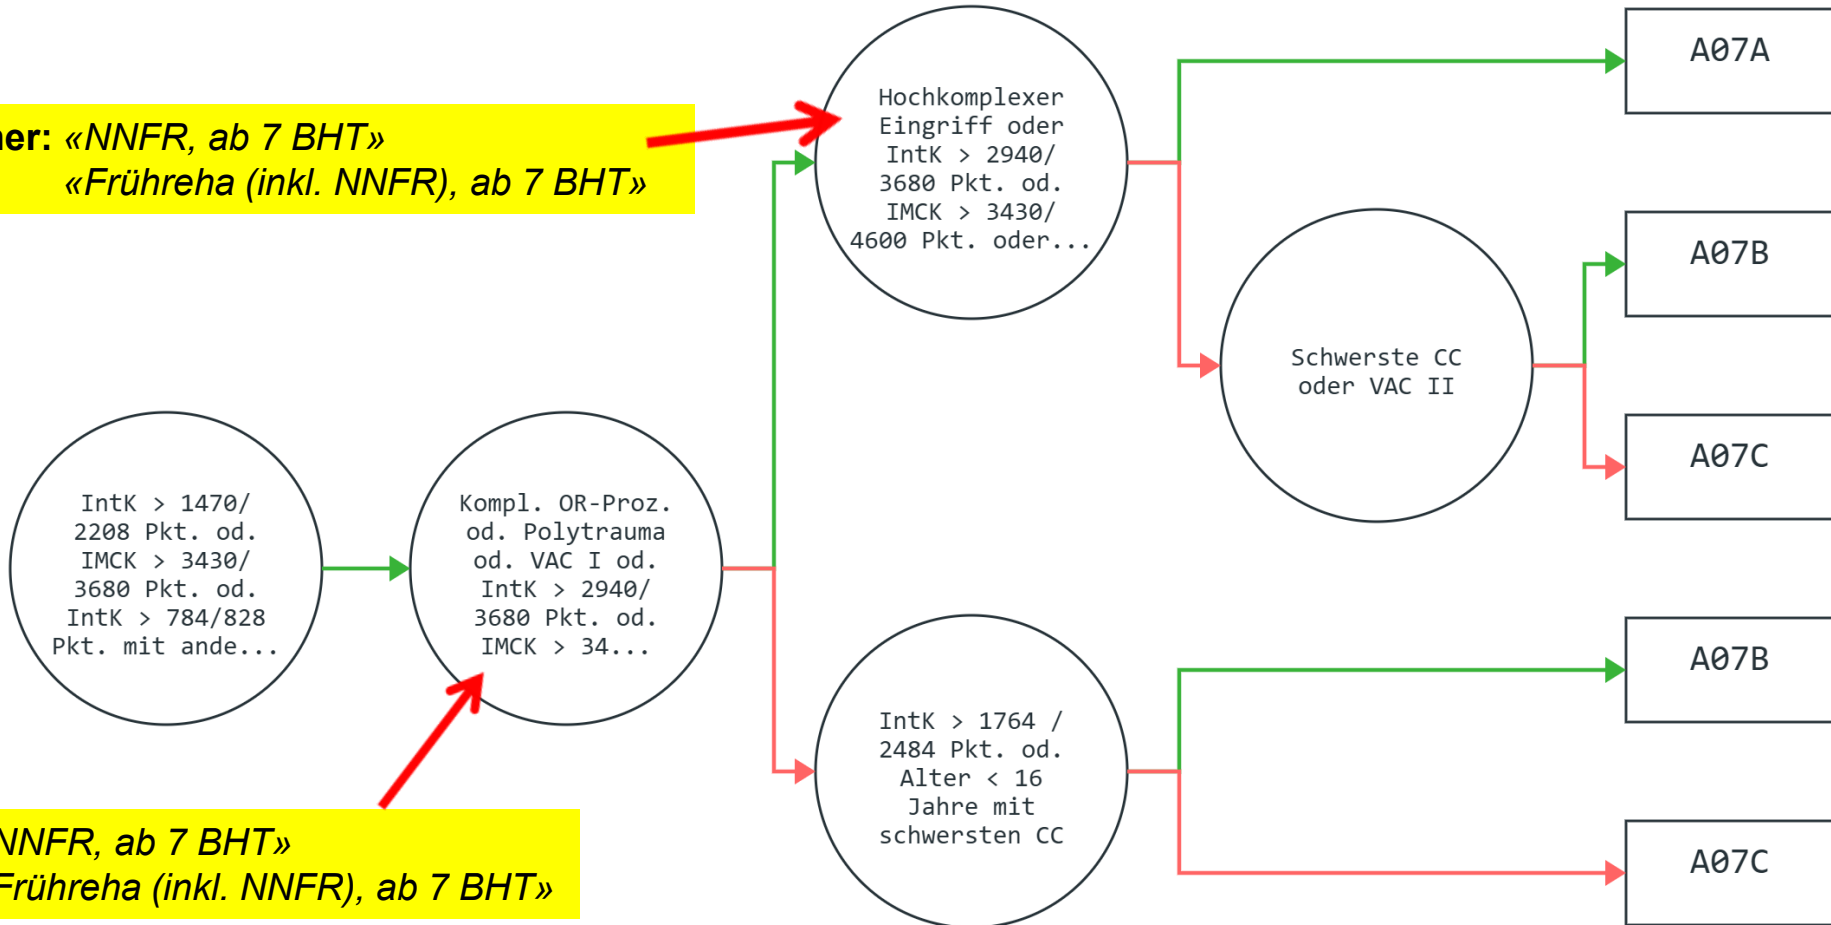 «NNFR, ab 7 BHT»
«Frühreha (inkl. NNFR), ab 7 BHT»
Hochkomplexer
Eingriff oder
IntK > 2940/
3680 Pkt. od.
IMCK > 3430/
4600 Pkt. oder...
A07A
A07B
Schwerste CC
oder VAC II
A07C
IntK > 1470/
2208 Pkt. od.
IMCK > 3430/
3680 Pkt. od.
IntK > 784/828
Pkt. mit ande...
Kompl. OR-Proz.
od. Polytrauma
od. VAC I od.
IntK > 2940/
3680 Pkt. od.
IMCK > 34...
IntK > 1764 /
2484 Pkt. od.
Alter < 16
Jahre mit
schwersten CC
A07B
A07C
NNFR, ab 7 BHT»
Frühreha (inkl. NNFR), ab 7 BHT»